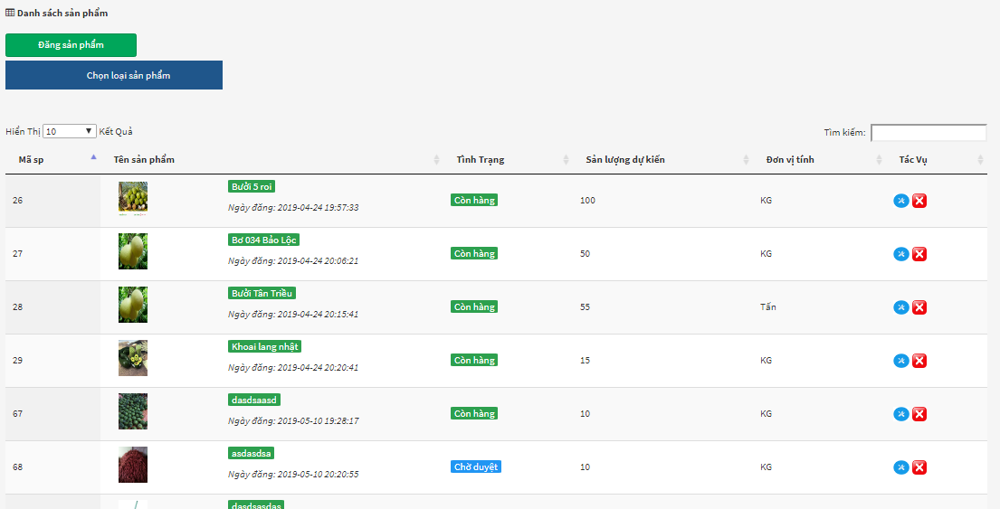 Danh sách sản phẩm
Đăng sản phẩm
Chọn loại sản phẩm
Hiển Thị 10 Kết Quả
Tìm kiếm:
Mã sp Tên sản phẩm Tình Trạng Sản lượng dự kiến Đơn vị tính Tác Vụ
Bưởi 5 roi
26 Còn hàng 100 KG
Ngày đăng: 2019-04-24 19:57:33
Bơ 034 Bảo Lộc
27 Còn hàng 50 KG
Ngày đăng: 2019-04-24 20:06:21
Bưởi Tân Triều
28 Còn hàng 55 Tấn
Ngày đăng: 2019-04-24 20:15:41
Khoai lang nhật
29 Còn hàng 15 KG
Ngày đăng: 2019-04-24 20:20:41
dasdsaasd
67 Còn hàng 10 KG
Ngày đăng: 2019-05-10 19:28:17
asdasdsa
68 Chờ duyệt 10 KG
Ngày đăng: 2019-05-10 20:20:55
dasdsasdas